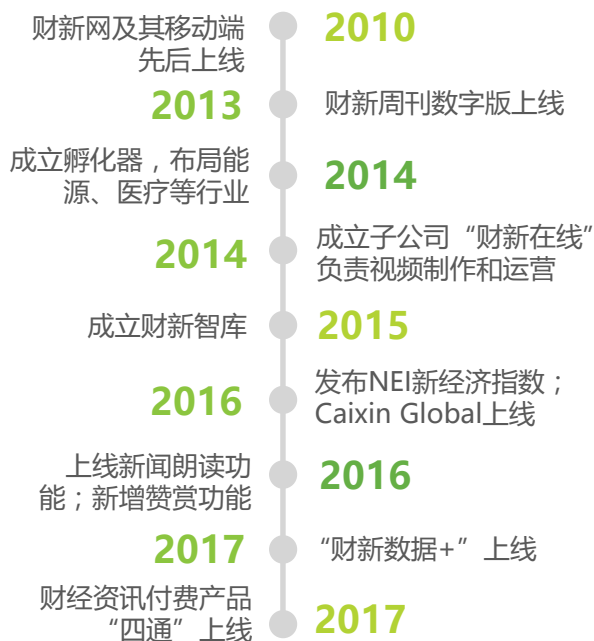 财新网及其移动端
先后上线
2010
2013
财新周刊数字版上线
成立孵化器，布局能
源、医疗等行业
2014
2014
成立子公司“财新在线”
负责视频制作和运营
成立财新智库
2015
2016
发布NEI新经济指数；
Caixin Global上线
上线新闻朗读功
能；新增赞赏功能
2016
2017
“财新数据+”上线
财经资讯付费产品
“四通”上线
2017